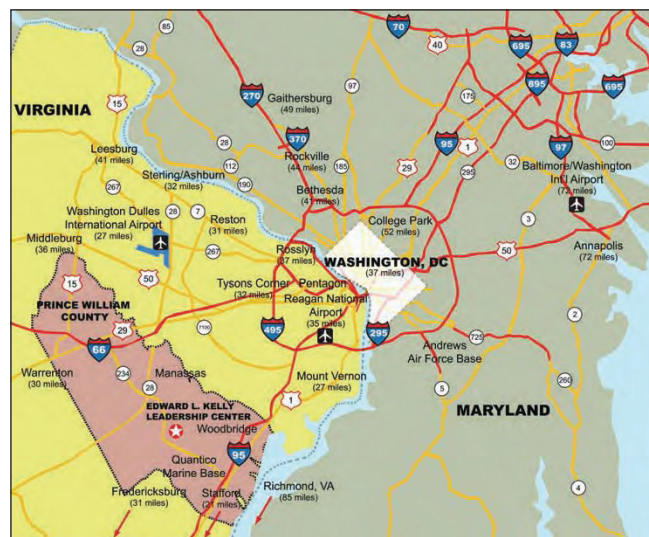 85
28
70
40
695
83
VIRGINIA
15
270
Gaithersburg
(49 miles)
97
175
695
695
370
95
1
97
100
Leesburg
(41 miles)
28
Rockville
(44 miles)
29
32
Baltimore/Washington
Int'l Airport
(72 miles)
267
Sterling/Ashburn
(32 miles)
112
190
185
295
Bethesda
(41 miles)
Washington Dulles
International Airport
(27 miles)
28
7
Reston
(31 miles)
College Park
(52 miles)
3
Middleburg
(36 miles)
267
Rosslyn
(37 miles)
WASHINGTON, DC
(37 miles)
50
Annapolis
(72 miles)
15
50
Tysons Corner
(32 miles)
Pentagon
PRINCE WILLIAM
COUNTY
Reagan National
Airport
(35 miles)
29
7100
495
295
2
66
725
Andrews
Air Force Base
Warrenton
(30 miles)
234
Manassas
28
Mount Vernon
(27 miles)
5
260
EDWARD L. KELLY
LEADERSHIP CENTER
1
MARYLAND
Woodbridge
95
Quantico
Marine Base
Fredericksburg
(31 miles)
Stafford
(21 miles)
Richmond, VA
(85 miles)
4